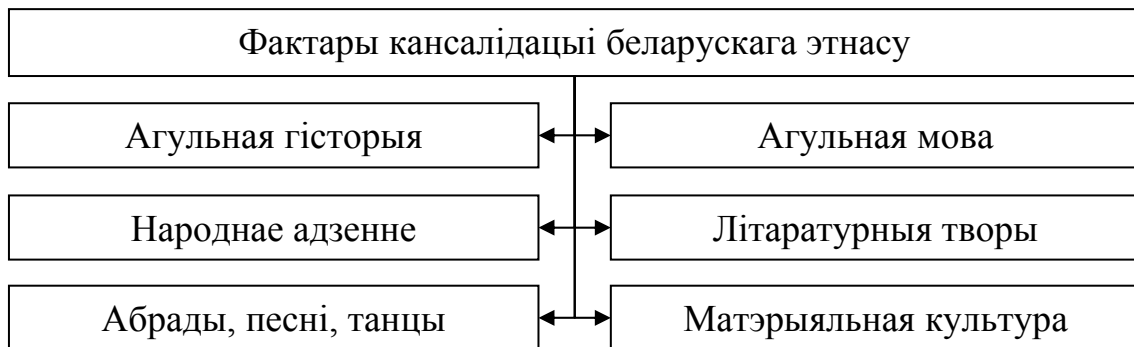 Фактары кансалідацыі беларускага этнасу
Агульная гісторыя
Агульная мова
Народнае адзенне
Літаратурныя творы
Абрады, песні, танцы
Матэрыяльная культура